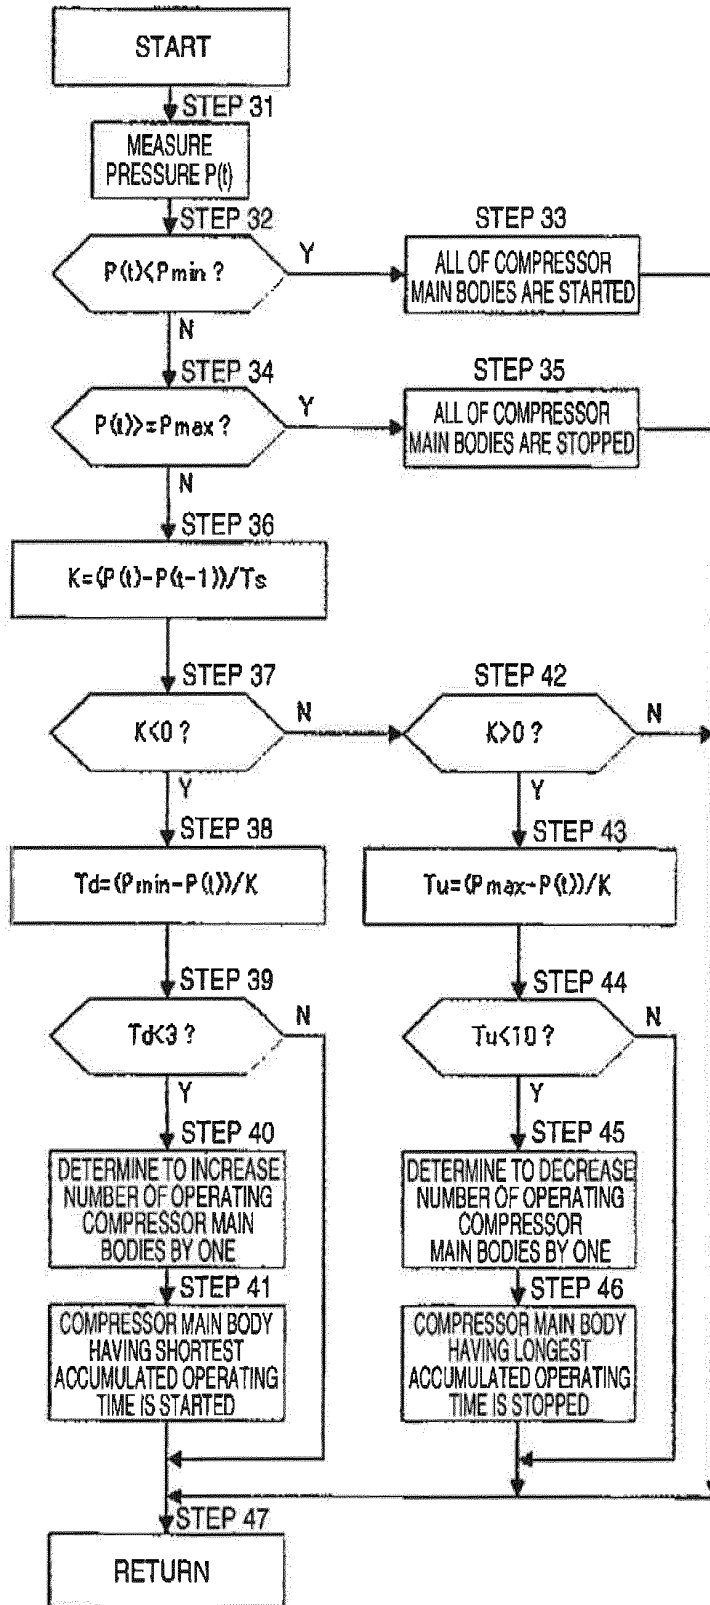 START
STEP 31
MEASURE
PRESSURE P(t)
STEP 32
P(t)<Pmin ?
Y
N
STEP 33
ALL OF COMPRESSOR
MAIN BODIES ARE STARTED
STEP 34
P(t)>=Pmax ?
Y
N
STEP 35
ALL OF COMPRESSOR
MAIN BODIES ARE STOPPED
STEP 36
K=(P(t)-P(t-1))/Ts
STEP 37
K<0 ?
N
Y
STEP 42
K>0 ?
N
Y
STEP 38
Td=(Pmin-P(t))/K
STEP 43
Tu=(Pmax-P(t))/K
STEP 39
Td<3 ?
N
Y
STEP 44
Tu<10 ?
N
Y
STEP 40
DETERMINE TO INCREASE
NUMBER OF OPERATING
COMPRESSOR MAIN
BODIES BY ONE
STEP 45
DETERMINE TO DECREASE
NUMBER OF OPERATING
COMPRESSOR
MAIN BODIES BY ONE
STEP 41
COMPRESSOR MAIN BODY
HAVING SHORTEST
ACCUMULATED OPERATING
TIME IS STARTED
STEP 46
COMPRESSOR MAIN BODY
HAVING LONGEST
ACCUMULATED OPERATING
TIME IS STOPPED
STEP 47
RETURN